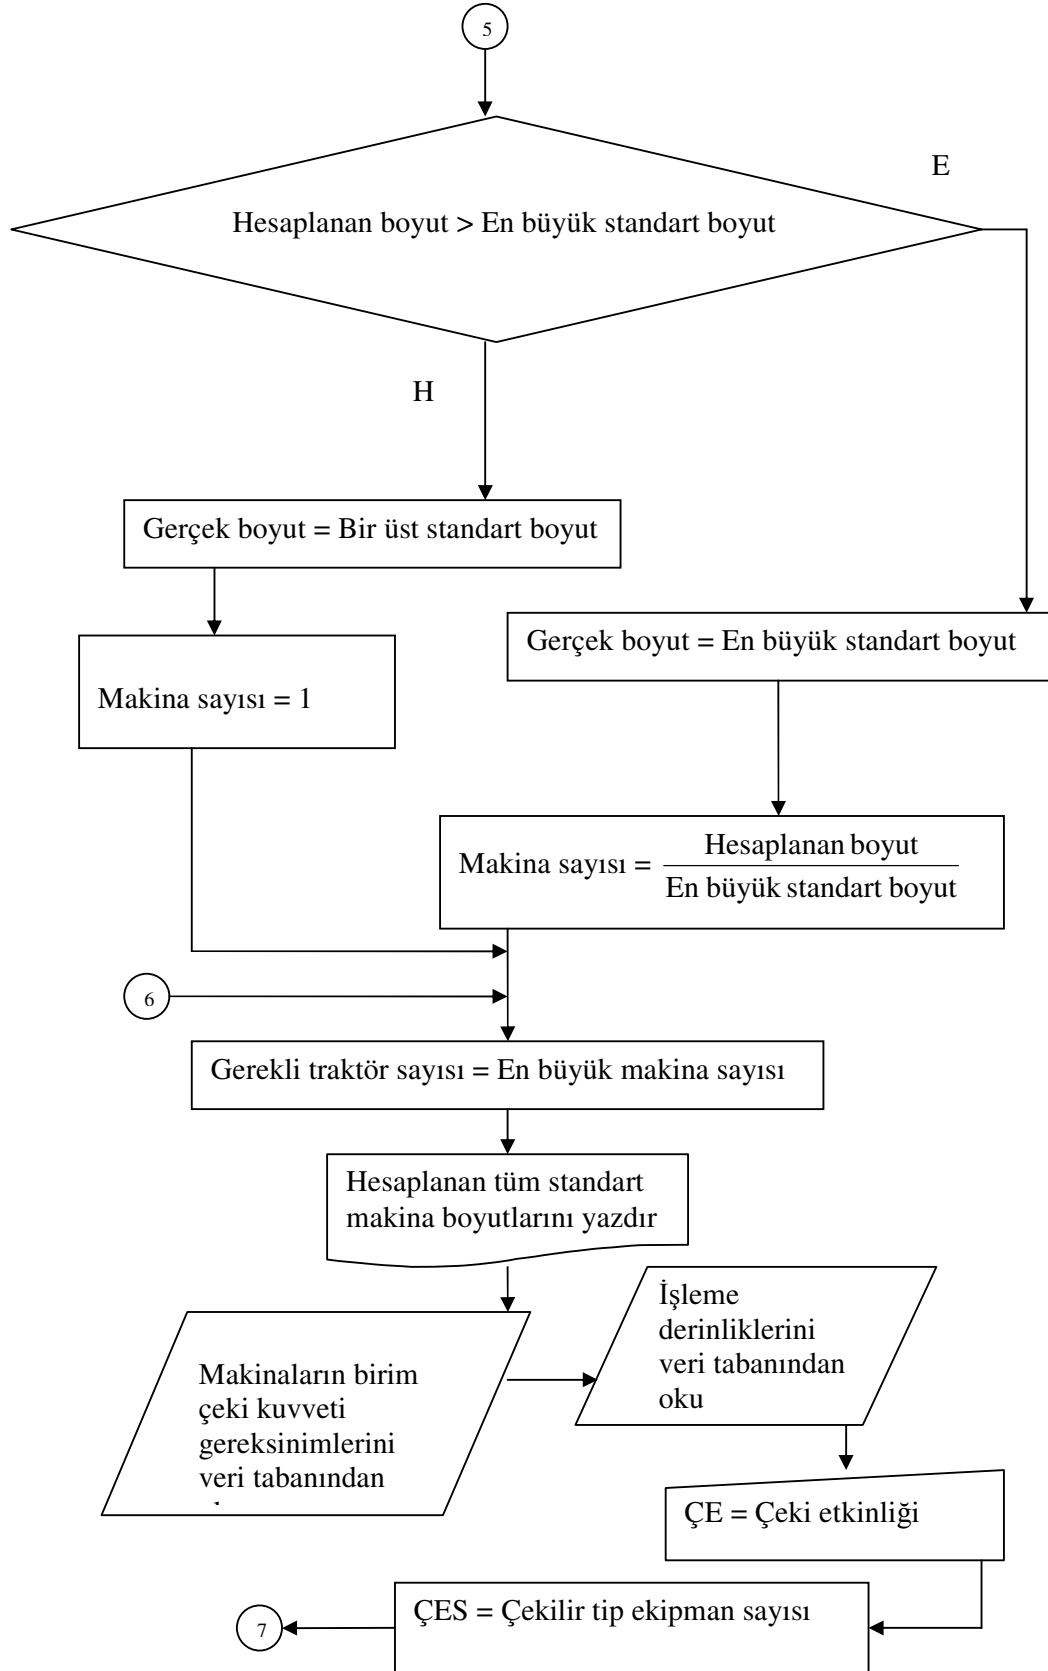 5
E
Hesaplanan boyut > En büyük standart boyut
H
Gerçek boyut = Bir üst standart boyut
Gerçek boyut = En büyük standart boyut
Makina sayısı = 1
Makina sayısı = Hesaplanan boyut
En büyük standart boyut
6
Gerekli traktör sayısı = En büyük makina sayısı
Hesaplanan tüm standart
makina boyutlarını yazdır
İşleme
derinliklerini
veri tabanından
oku
Makinaların birim
çeki kuvveti
gereksinimlerini
veri tabanından
ÇE = Çeki etkinliği
ÇES = Çekilir tip ekipman sayısı
7